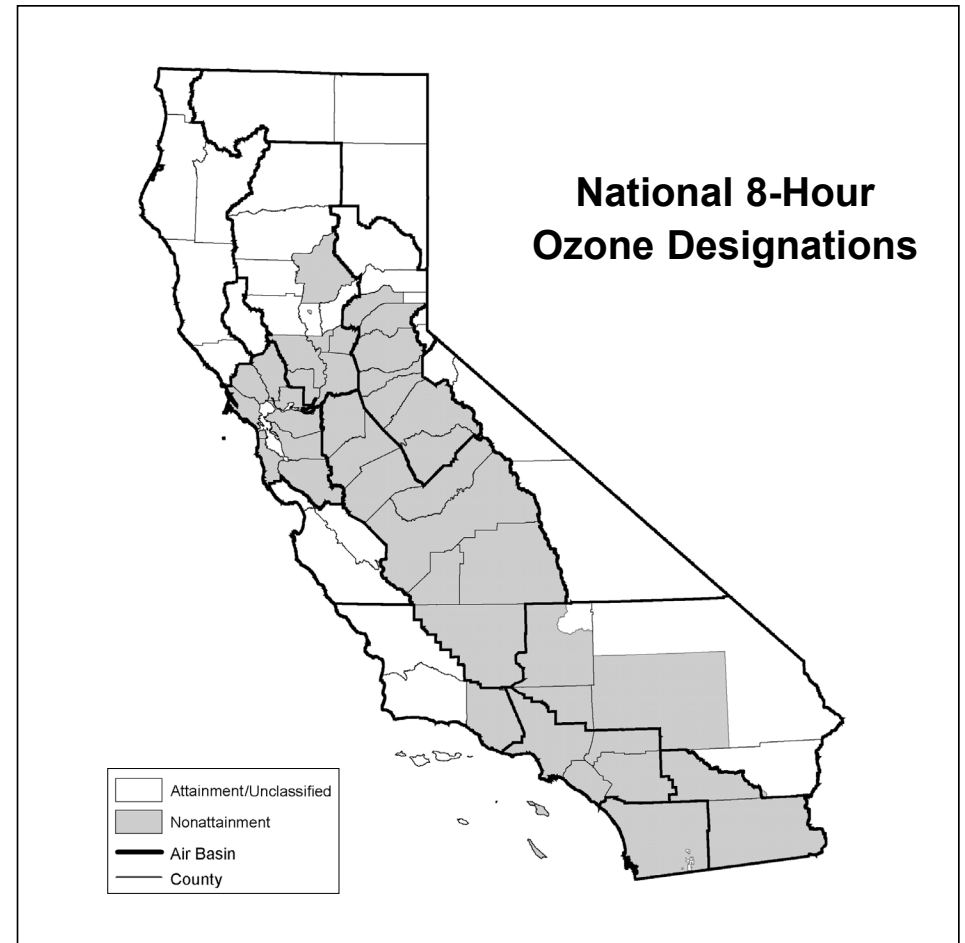 National 8-Hour
Ozone Designations
Attainment/Unclassified
Nonattainment
Air Basin
County